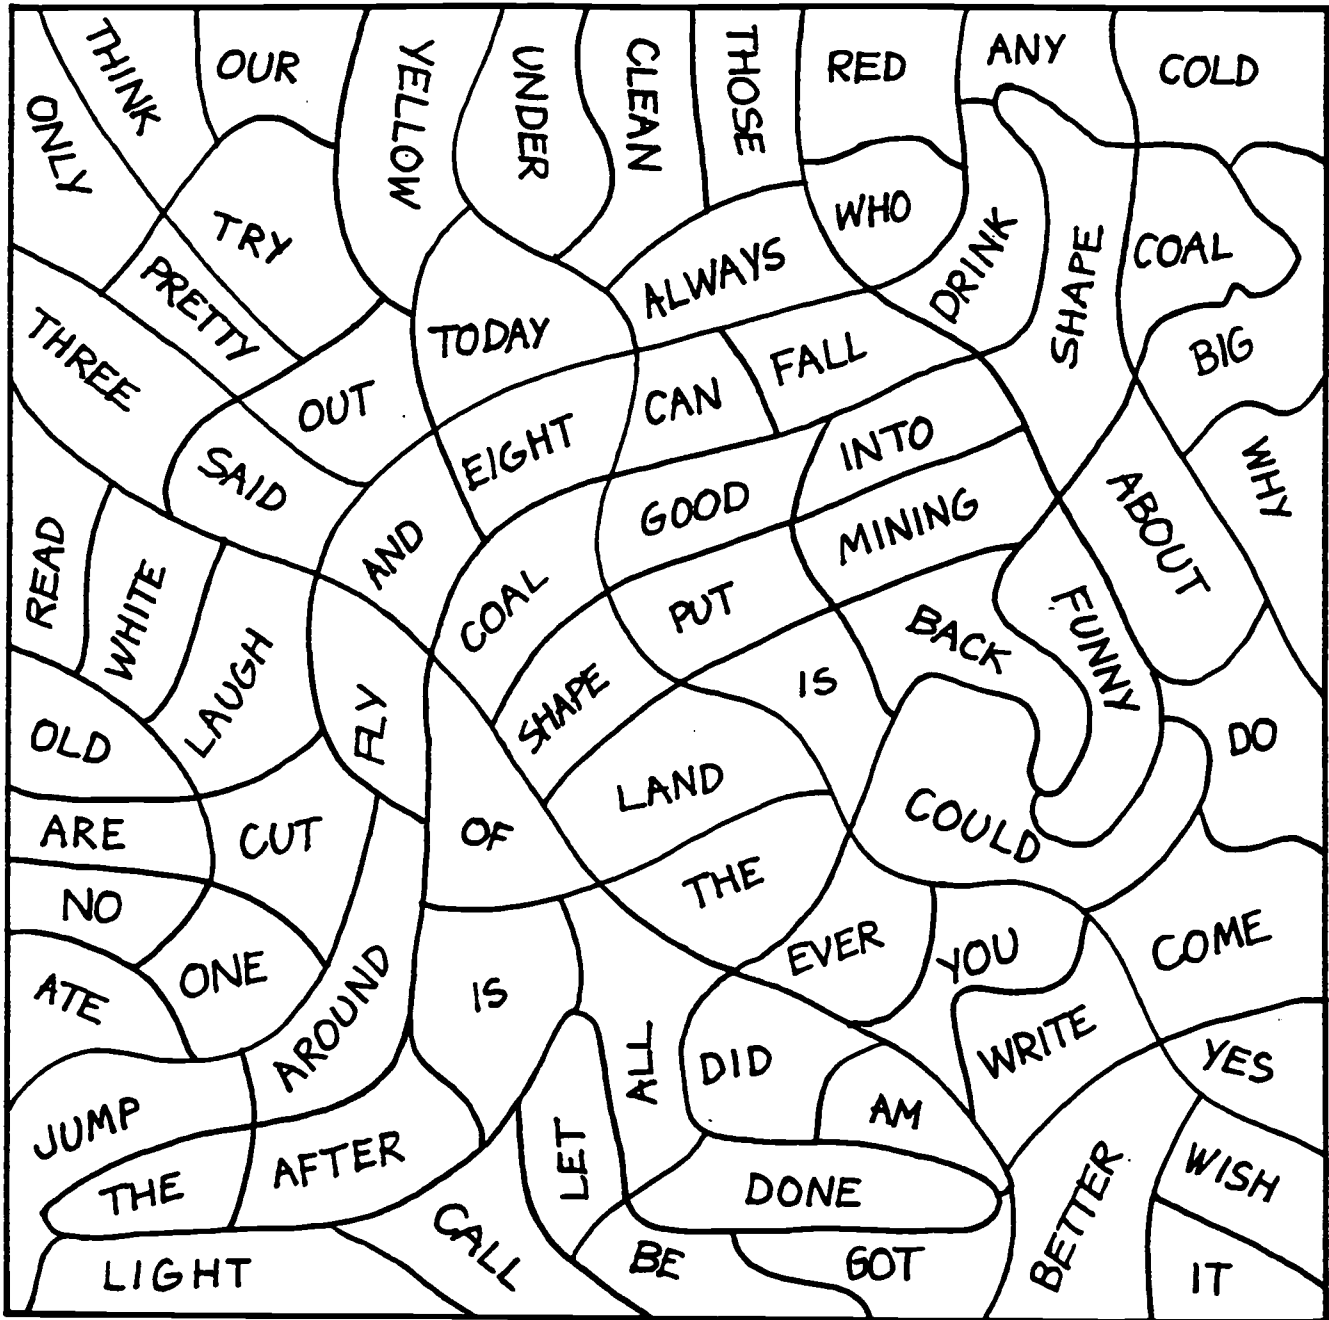 THINK
OUR
YELLOW
UNDER
CLEAN
THOSE
RED
ANY
COLD
ONLY
TRY
WHO
DRINK
SHAPE
COAL
PRETTY
ALWAYS
THREE
TODAY
BIG
OUT
CAN
FALL
SAID
EIGHT
INTO
WHY
AND
GOOD
MINING
ABOUT
READ
WHITE
COAL
PUT
BACK
FUNNY
LAUGH
FLY
SHAPE
IS
OLD
DO
LAND
ARE
CUT
OF
COULD
THE
NO
ONE
EVER
YOU
COME
ATE
AROUND
IS
ALL
DID
WRITE
YES
JUMP
AM
THE
AFTER
LET
DONE
BETTER
WISH
LIGHT
CALL
BE
GOT
IT